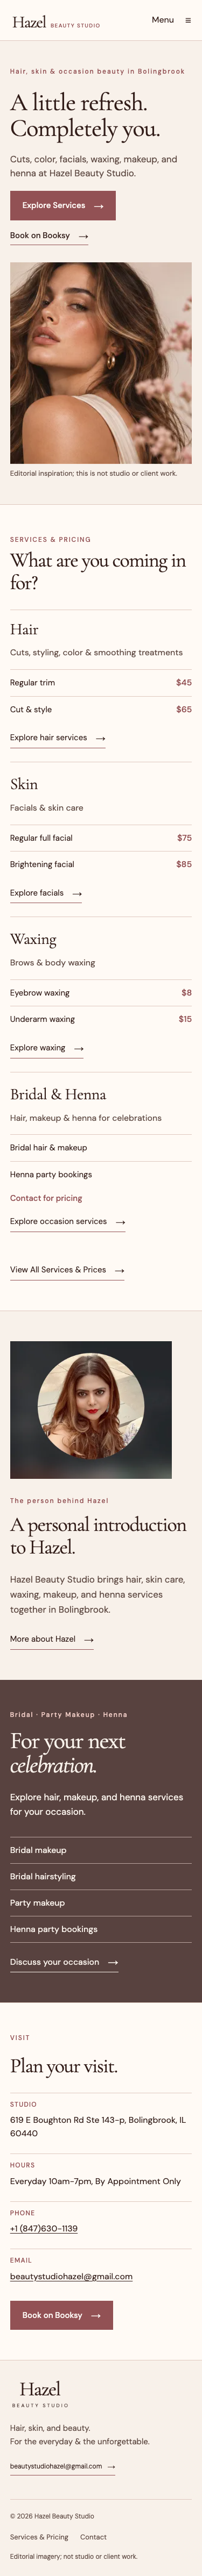 Hazel BEAUTY STUDIO
Menu ≡
Hair, skin & occasion beauty in Bolingbrook
A little refresh.
Completely you.
Cuts, color, facials, waxing, makeup, and
henna at Hazel Beauty Studio.
Explore Services →
Book on Booksy →
Editorial inspiration; this is not studio or client work.
SERVICES & PRICING
What are you coming in
for?
Hair
Cuts, styling, color & smoothing treatments
Regular trim $45
Cut & style $65
Explore hair services →
Skin
Facials & skin care
Regular full facial $75
Brightening facial $85
Explore facials →
Waxing
Brows & body waxing
Eyebrow waxing $8
Underarm waxing $15
Explore waxing →
Bridal & Henna
Hair, makeup & henna for celebrations
Bridal hair & makeup
Henna party bookings
Contact for pricing
Explore occasion services →
View All Services & Prices →
The person behind Hazel
A personal introduction
to Hazel.
Hazel Beauty Studio brings hair, skin care,
waxing, makeup, and henna services
together in Bolingbrook.
More about Hazel →
Bridal · Party Makeup · Henna
For your next
celebration.
Explore hair, makeup, and henna services
for your occasion.
Bridal makeup
Bridal hairstyling
Party makeup
Henna party bookings
Discuss your occasion →
VISIT
Plan your visit.
STUDIO
619 E Boughton Rd Ste 143-p, Bolingbrook, IL
60440
HOURS
Everyday 10am-7pm, By Appointment Only
PHONE
+1 (847)630-1139
EMAIL
beautystudiohazel@gmail.com
Book on Booksy →
Hazel
BEAUTY STUDIO
Hair, skin, and beauty.
For the everyday & the unforgettable.
beautystudiohazel@gmail.com →
© 2026 Hazel Beauty Studio
Services & Pricing Contact
Editorial imagery; not studio or client work.